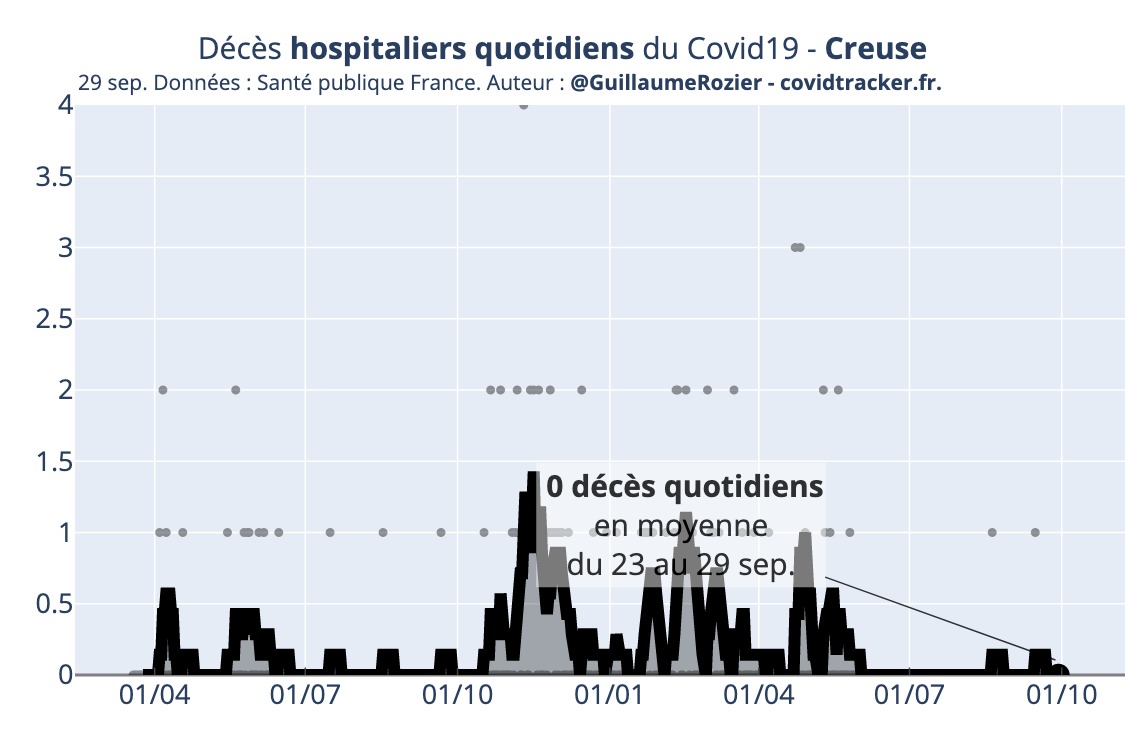 Décès hospitaliers quotidiens du Covid19 - Creuse
29 sep. Données : Santé publique France. Auteur : @GuillaumeRozier - covidtracker.fr.
4
3.5
3
2.5
2
1.5
1
0.5
0
0 décès quotidiens
en moyenne
du 23 au 29 sep.
01/04 01/07 01/10 01/01 01/04 01/07 01/10